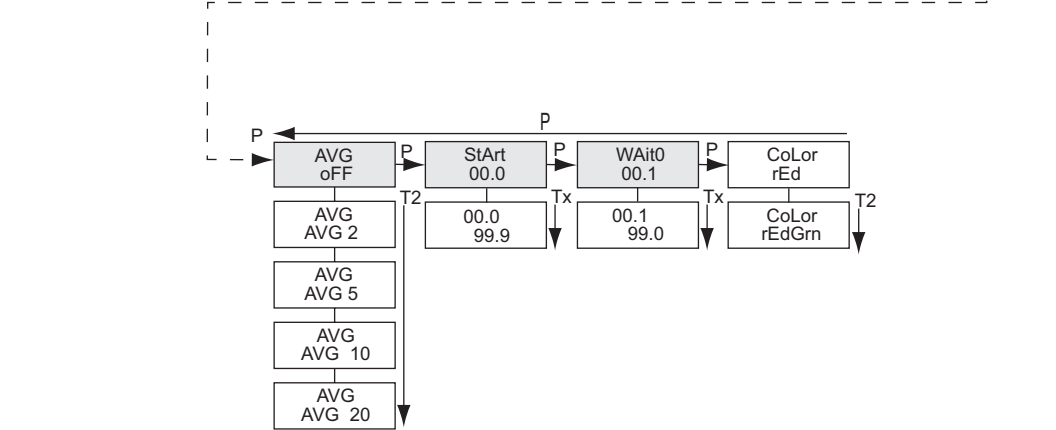 P
P
AVG
oFF
P
StArt
00.0
P
WAit0
00.1
P
CoLor
rEd
T2
AVG
AVG 2
00.0
99.9
Tx
00.1
99.0
Tx
CoLor
rEdGrn
T2
AVG
AVG 5
AVG
AVG 10
AVG
AVG 20